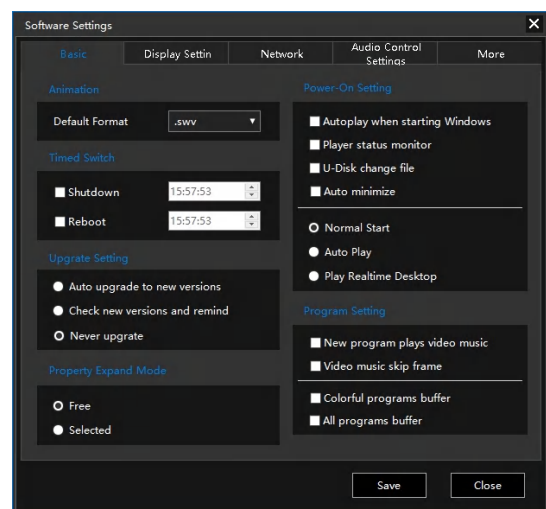 Software Settings
Basic
Display Settin
Network
Audio Control
Settings
More
Animation
Default Format
.swv
Timed Switch
Shutdown
15:57:53
Reboot
15:57:53
Upgrate Setting
Auto upgrade to new versions
Check new versions and remind
Never upgrate
Property Expand Mode
Free
Selected
Power-On Setting
Autoplay when starting Windows
Player status monitor
U-Disk change file
Auto minimize
Normal Start
Auto Play
Play Realtime Desktop
Program Setting
New program plays video music
Video music skip frame
Colorful programs buffer
All programs buffer
Save
Close